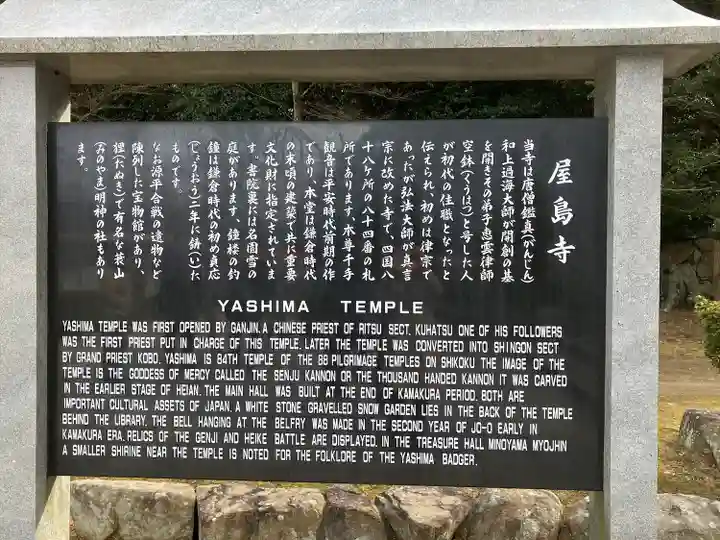 屋島寺
当寺は唐僧鑑真(がんじん)
和上過海大師が開創の基
を開きその弟子恵雲律師
空鉢(くうはつ)と号した人
が初代の住職となったと
伝えられ、初めは律宗で
あったが弘法大師が真言
宗に改めた寺で、四国八
十八ヶ所の八十四番の札
所であります、本尊千手
観音は平安時代前期の作
であり、本堂は鎌倉時代
の末頃の建築で共に重要
文化財に指定されていま
す。書院裏には名園雪の
庭があります、鐘楼の釣
鐘は鎌倉時代の初め貞応
(じょうおう)二年に鋳(い)た
ものです。
なお源平合戦の遺物など
陳列した宝物館があり、
狸(たぬき)で有名な蓑山
(みのやま)明神の社もあり
ます。
YASHIMA TEMPLE
YASHIMA TEMPLE WAS FIRST OPENED BY GANJIN. A CHINESE PRIEST OF RITSU SECT. KUHATSU ONE OF HIS FOLLOWERS
WAS THE FIRST PRIEST PUT IN CHARGE OF THIS TEMPLE. LATER THE TEMPLE WAS CONVERTED INTO SHINGON SECT
BY GRAND PRIEST KOBO. YASHIMA IS 84TH TEMPLE OF THE 88 PILGRIMAGE TEMPLES ON SHIKOKU THE IMAGE OF THE
TEMPLE IS THE GODDESS OF MERCY CALLED THE SENJU KANNON OR THE THOUSAND HANDED KANNON IT WAS CARVED
IN THE EARLIER STAGE OF HEIAN. THE MAIN HALL WAS BUILT AT THE END OF KAMAKURA PERIOD. BOTH ARE
IMPORTANT CULTURAL ASSETS OF JAPAN. A WHITE STONE GRAVELLED SNOW GARDEN LIES IN THE BACK OF THE TEMPLE
BEHIND THE LIBRARY. THE BELL HANGING AT THE BELFRY WAS MADE IN THE SECOND YEAR OF JO-O EARLY IN
KAMAKURA ERA. RELICS OF THE GENJI AND HEIKE BATTLE ARE DISPLAYED. IN THE TREASURE HALL MINOYAMA MYOJHIN
A SMALLER SHIRINE NEAR THE TEMPLE IS NOTED FOR THE FOLKLORE OF THE YASHIMA BADGER.